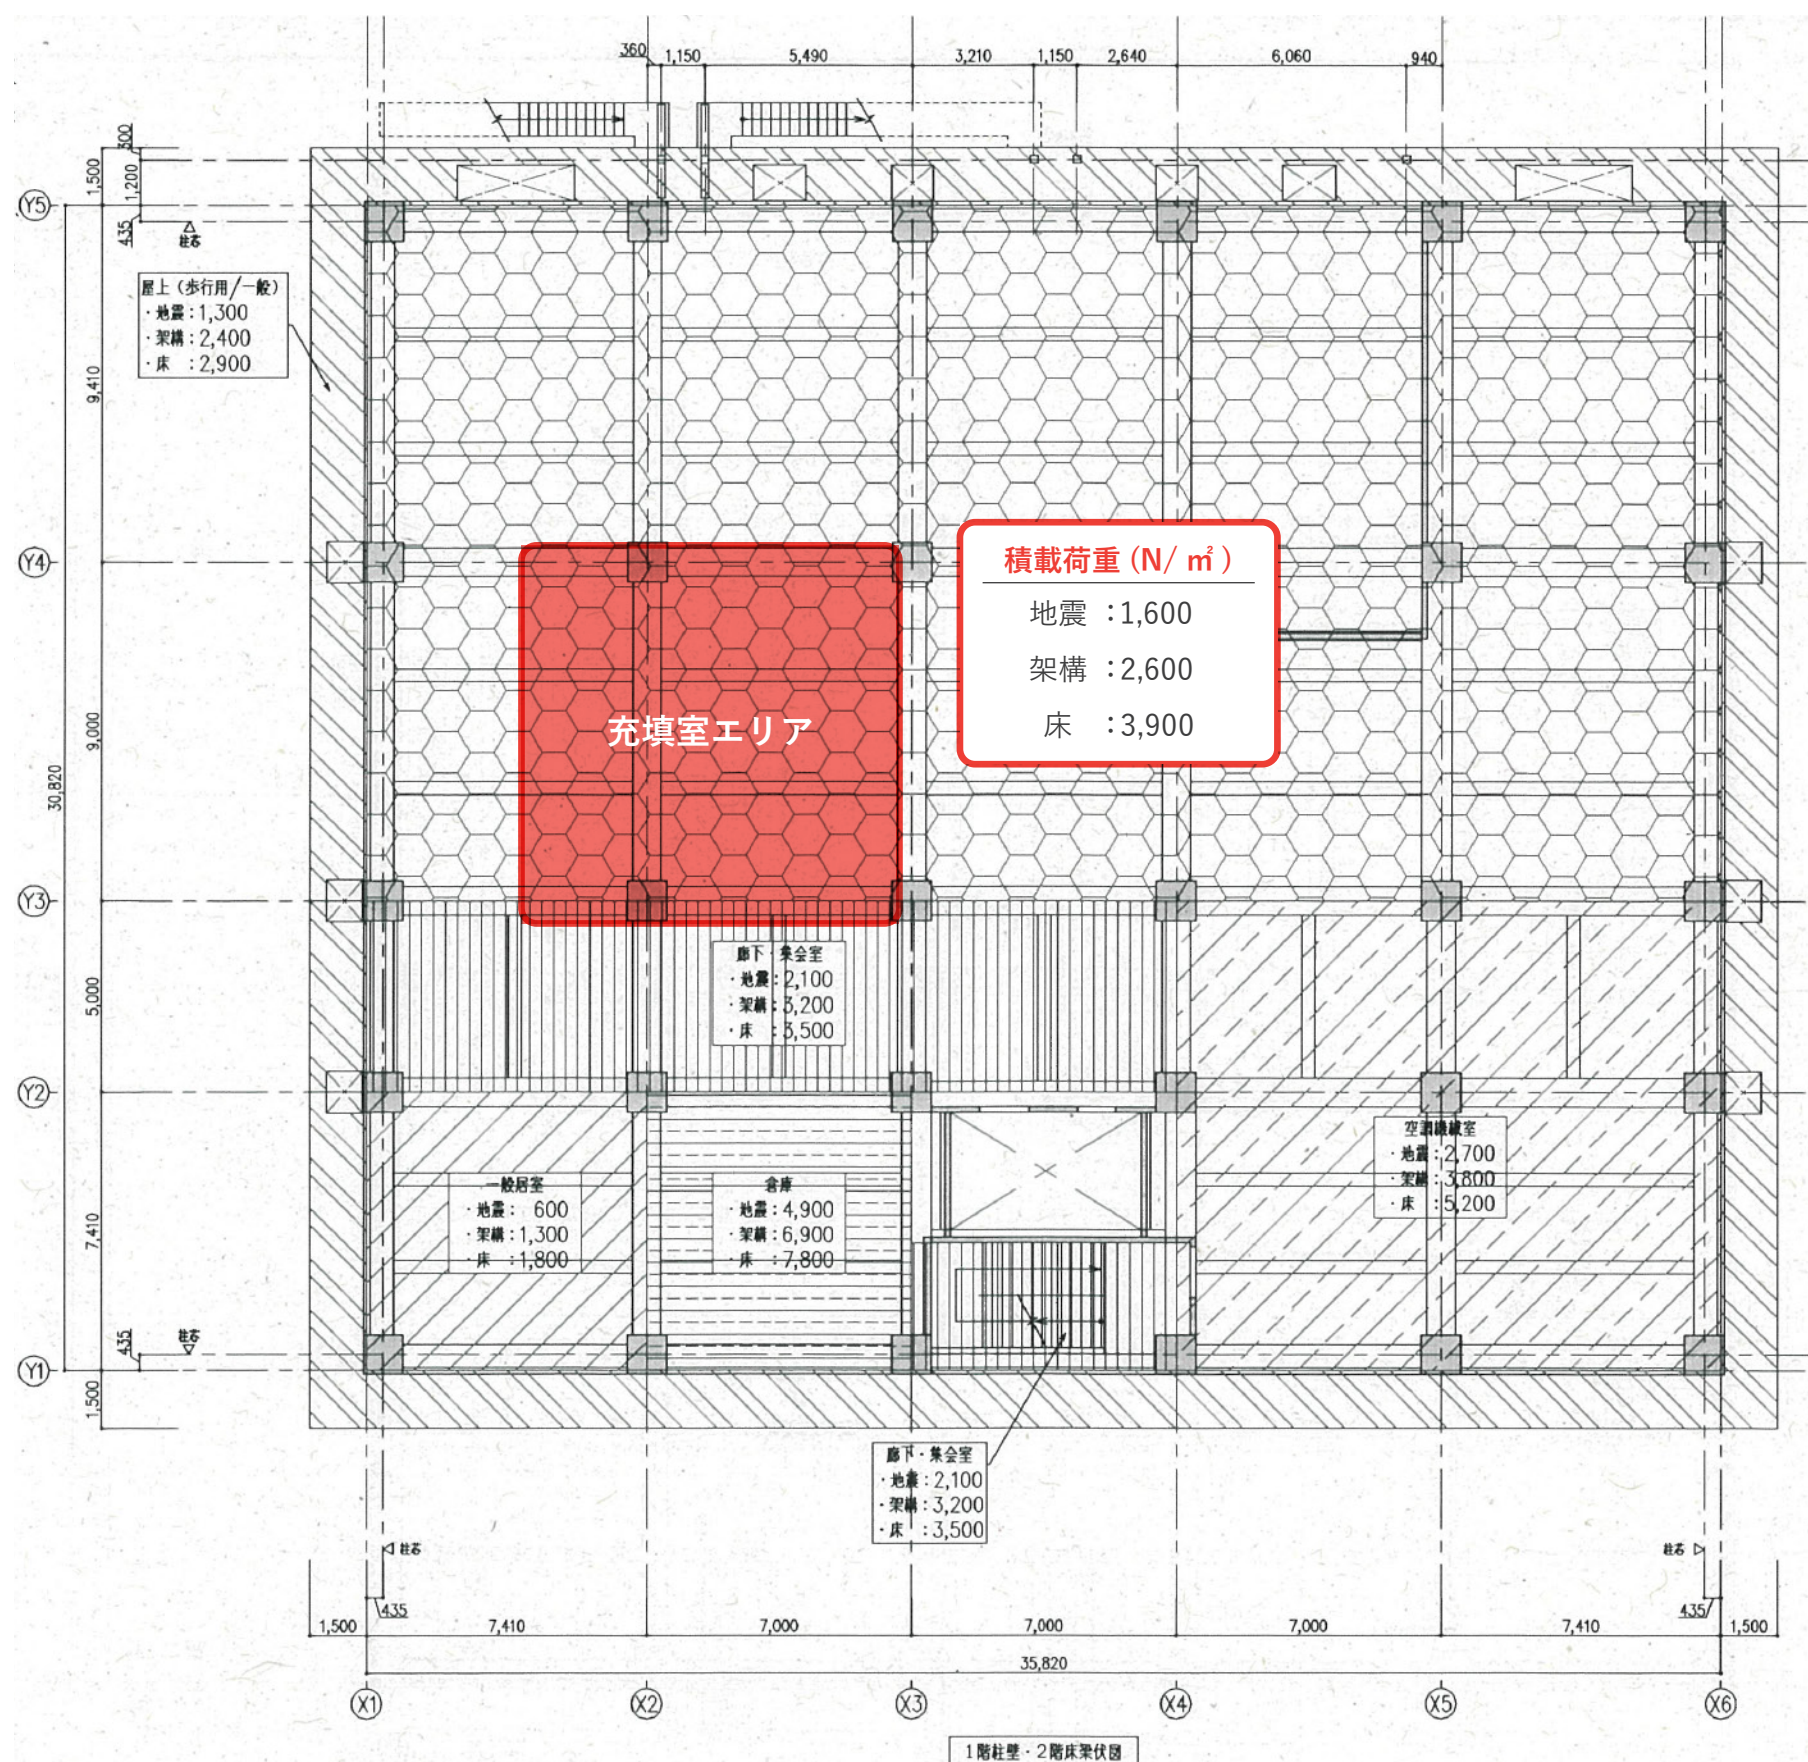 360
1,150
5,490
3,210
1,150
2,640
6,060
940
300
1,500
1,200
Y5
435
柱芯
屋上（歩行用/一般）
・地震：1,300
・架構：2,400
・床　：2,900
9,410
Y4
積載荷重（N/㎡）
地震：1,600
架構：2,600
床　：3,900
充填室エリア
9,000
30,820
Y3
廊下・集会室
・地震：2,100
・架構：3,200
・床　：3,500
5,000
Y2
空調機械室
・地震：2,700
・架構：3,800
・床　：5,200
一般居室
・地震：　600
・架構：1,300
・床　：1,800
倉庫
・地震：4,900
・架構：6,900
・床　：7,800
7,410
435
柱芯
Y1
1,500
廊下・集会室
・地震：2,100
・架構：3,200
・床　：3,500
柱芯
柱芯
435
435
1,500
7,410
7,000
7,000
7,000
7,410
1,500
35,820
X1
X2
X3
X4
X5
X6
1階柱壁・2階床梁伏図